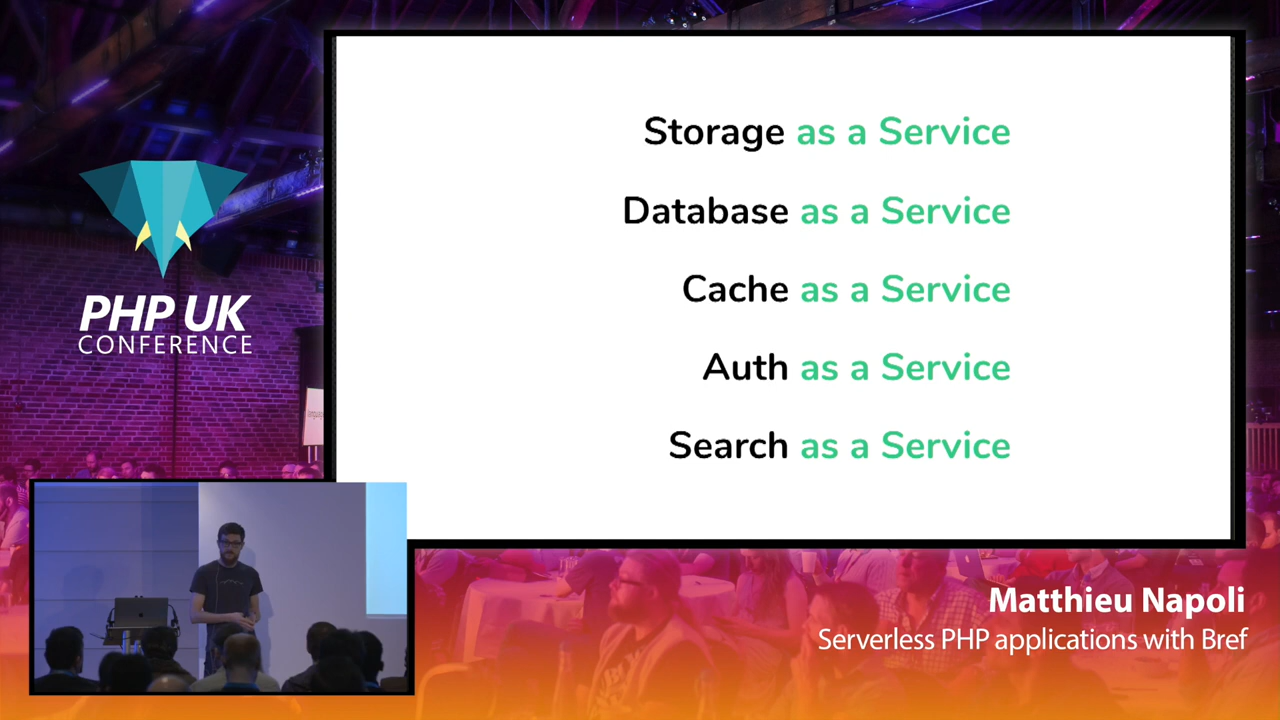 Storage as a Service
Database as a Service
Cache as a Service
Auth as a Service
Search as a Service
PHP UK
CONFERENCE
Matthieu Napoli
Serverless PHP applications with Bref